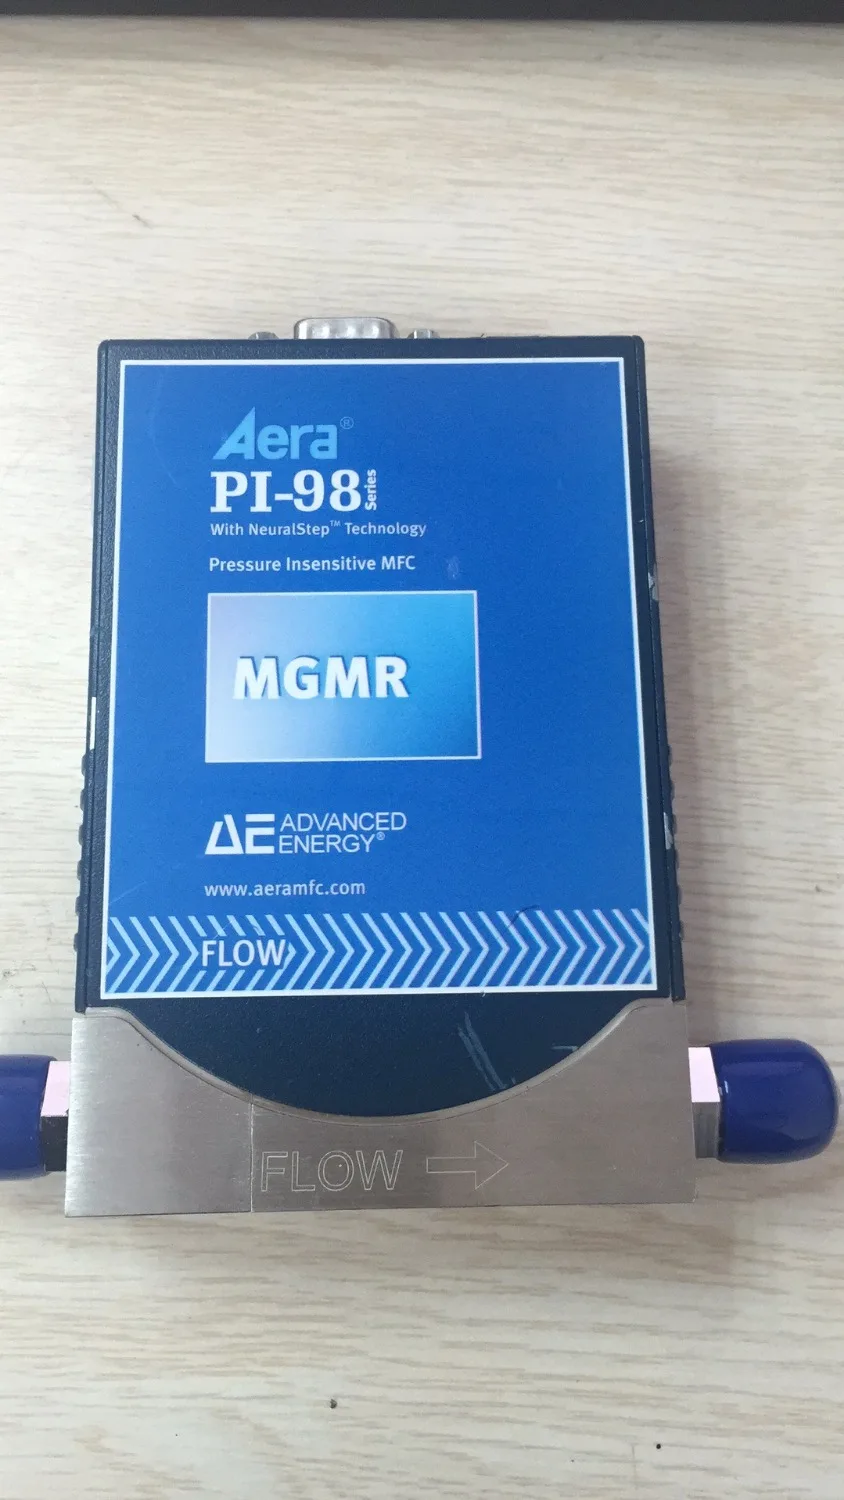 Aera®
PI-98 Series
With NeuralStep™ Technology
Pressure Insensitive MFC
MGMR
AE ADVANCED
ENERGY®
www.aeramfc.com
FLOW
FLOW